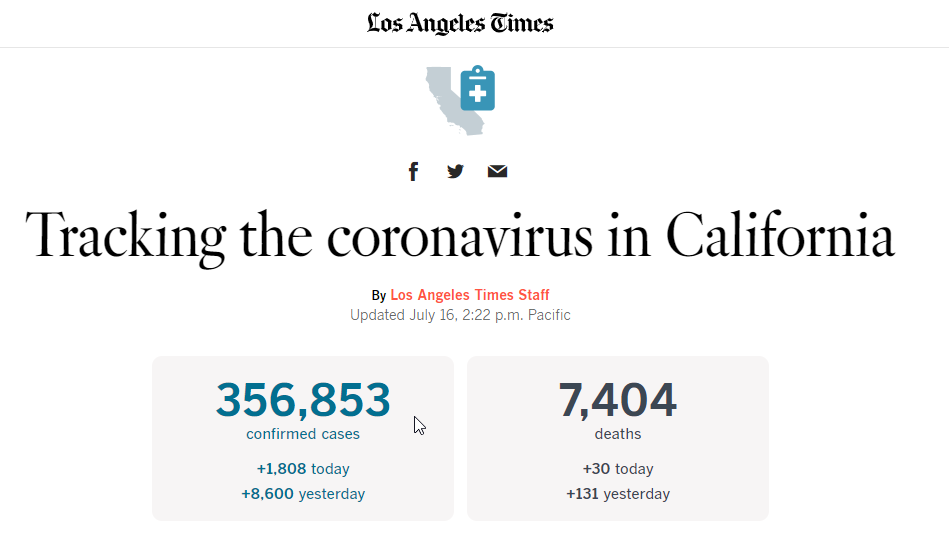 Los Angeles Times
Tracking the coronavirus in California
By Los Angeles Times Staff
Updated July 16, 2:22 p.m. Pacific
356,853
confirmed cases
+1,808 today
+8,600 yesterday
7,404
deaths
+30 today
+131 yesterday